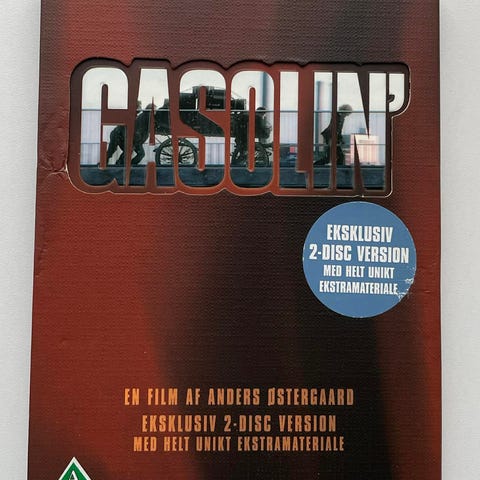 GASOLIN'
EKSKLUSIV
2-DISC VERSION
MED HELT UNIKT
EKSTRAMATERIALE
EN FILM AF ANDERS ØSTERGAARD
EKSKLUSIV 2-DISC VERSION
MED HELT UNIKT EKSTRAMATERIALE
A